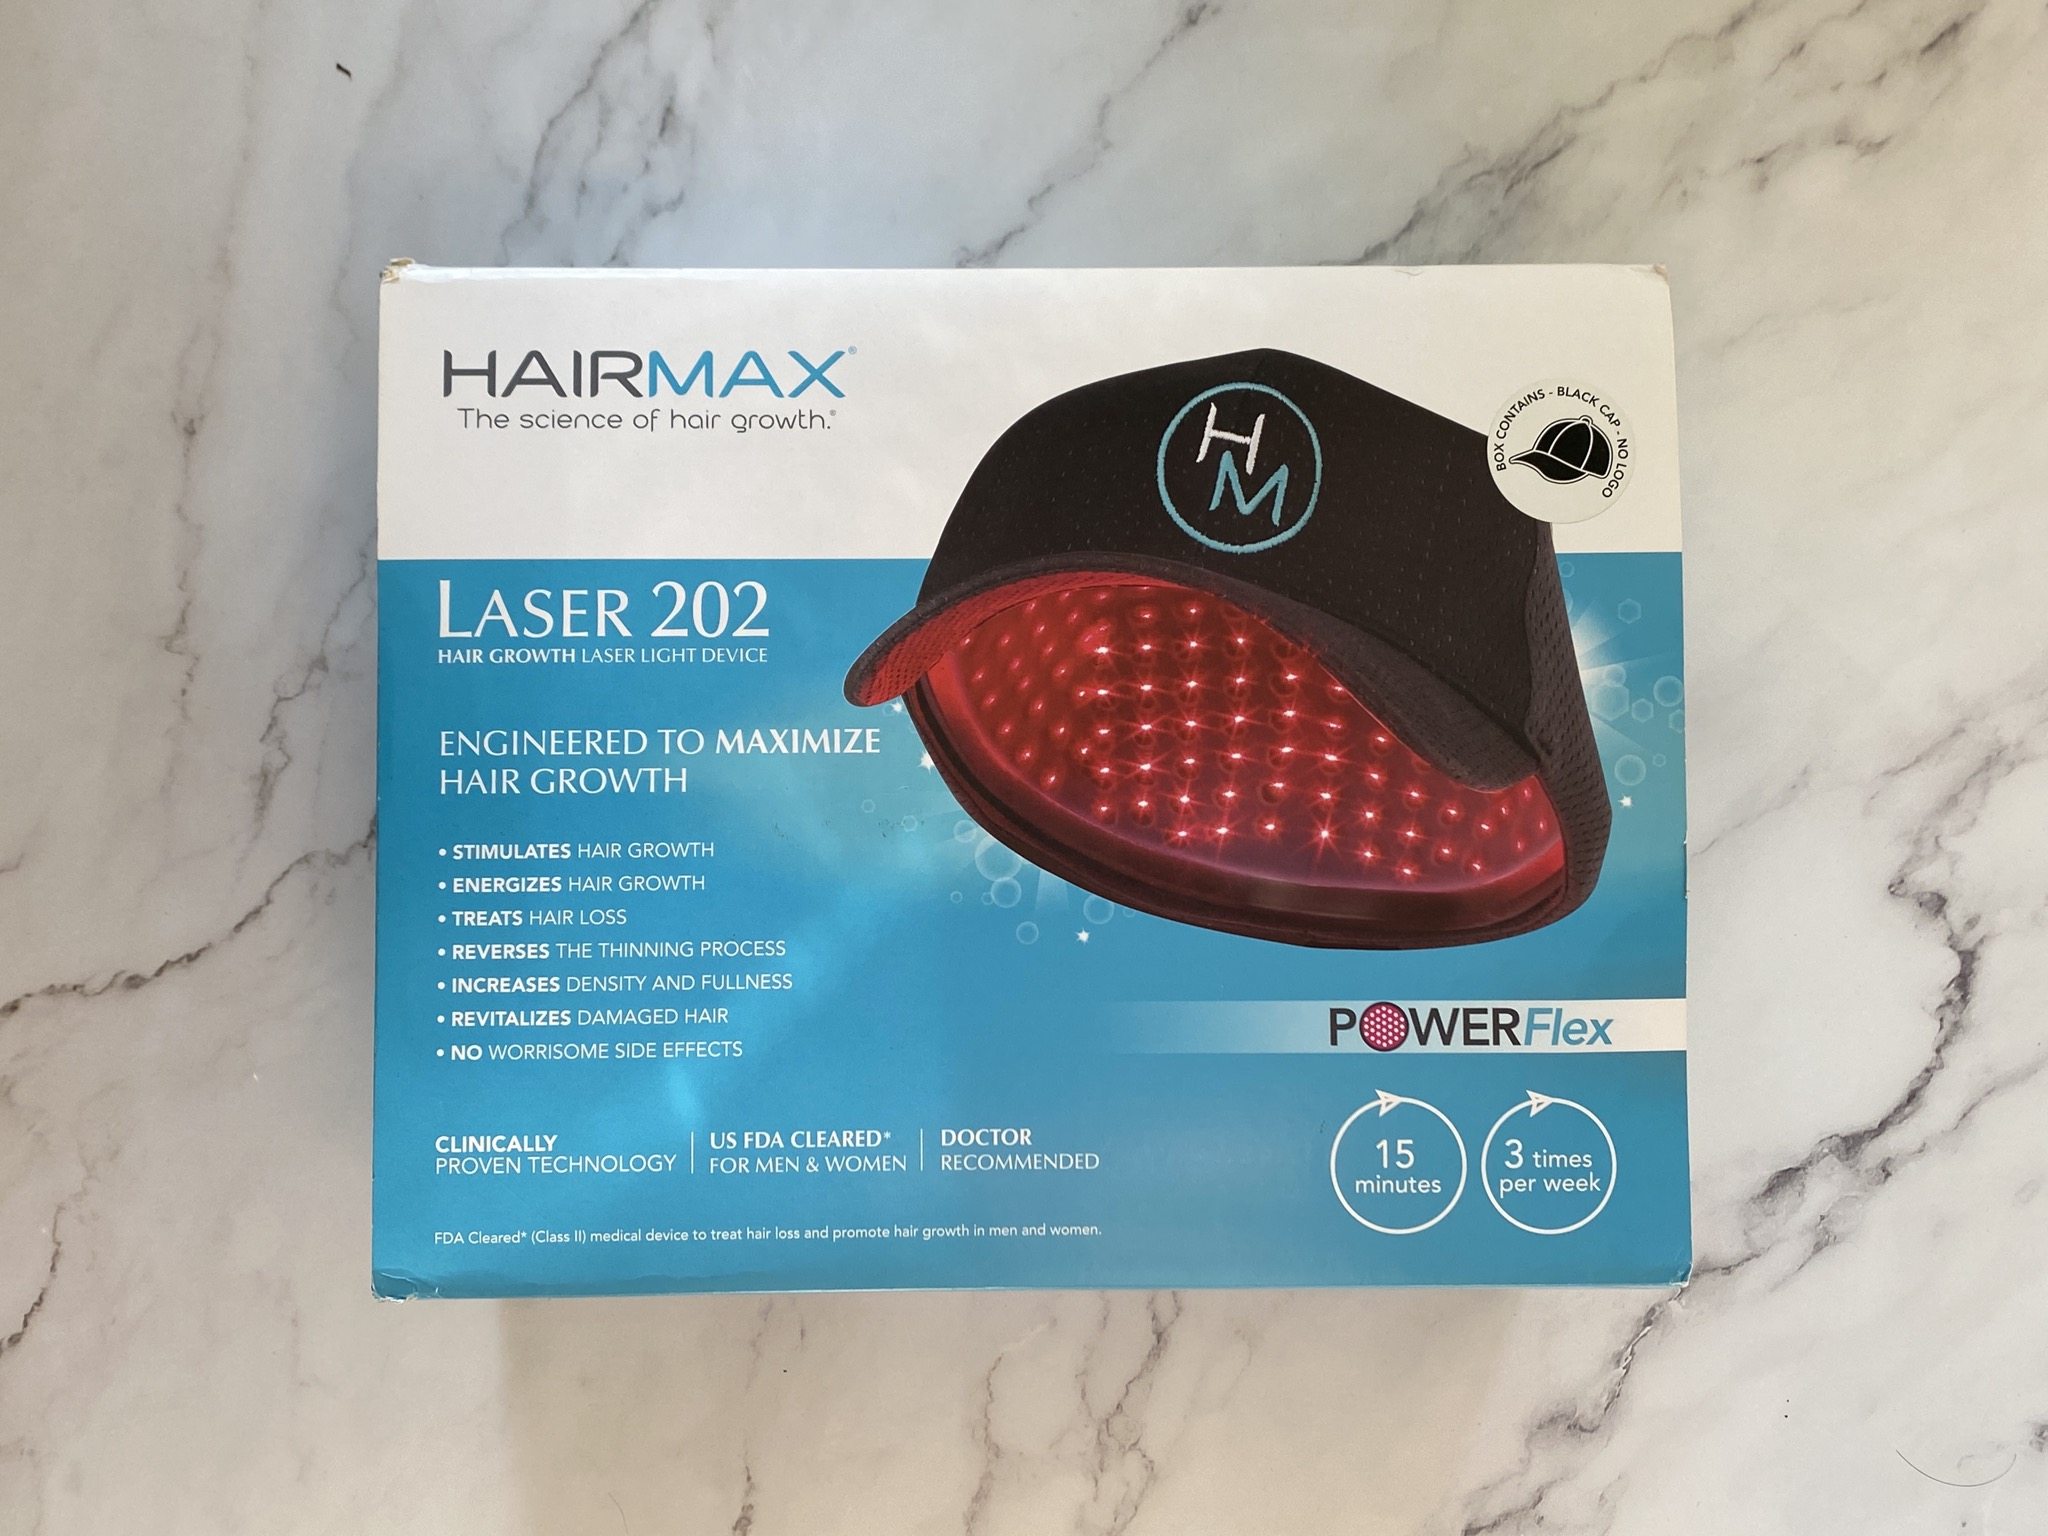 HAIRMAX®
The science of hair growth.®
HM
BOX CONTAINS - BLACK CAP - NO LOGO
LASER 202
HAIR GROWTH LASER LIGHT DEVICE
ENGINEERED TO MAXIMIZE
HAIR GROWTH
• STIMULATES HAIR GROWTH
• ENERGIZES HAIR GROWTH
• TREATS HAIR LOSS
• REVERSES THE THINNING PROCESS
• INCREASES DENSITY AND FULLNESS
• REVITALIZES DAMAGED HAIR
• NO WORRISOME SIDE EFFECTS
POWERFlex
CLINICALLY
PROVEN TECHNOLOGY
US FDA CLEARED*
FOR MEN & WOMEN
DOCTOR
RECOMMENDED
15
minutes
3 times
per week
FDA Cleared* (Class II) medical device to treat hair loss and promote hair growth in men and women.